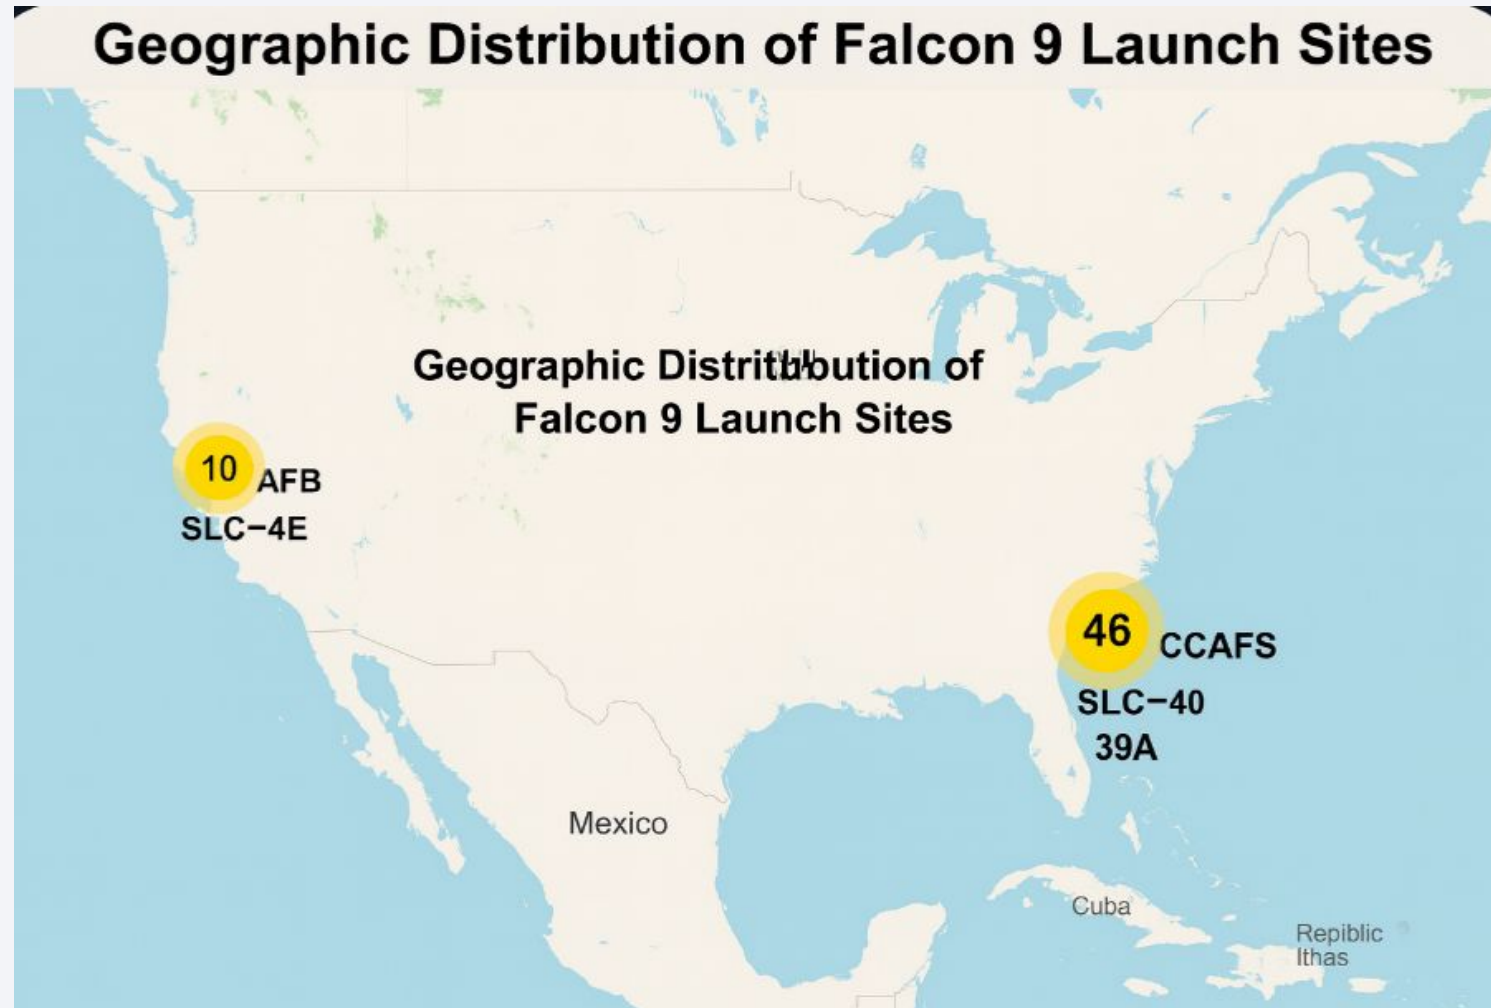 Geographic Distribution of Falcon 9 Launch Sites
Geographic Distritbbution of
Falcon 9 Launch Sites
10
AFB
SLC-4E
46
CCAFS
SLC-40
39A
Mexico
Cuba
Repiblic
Ithas